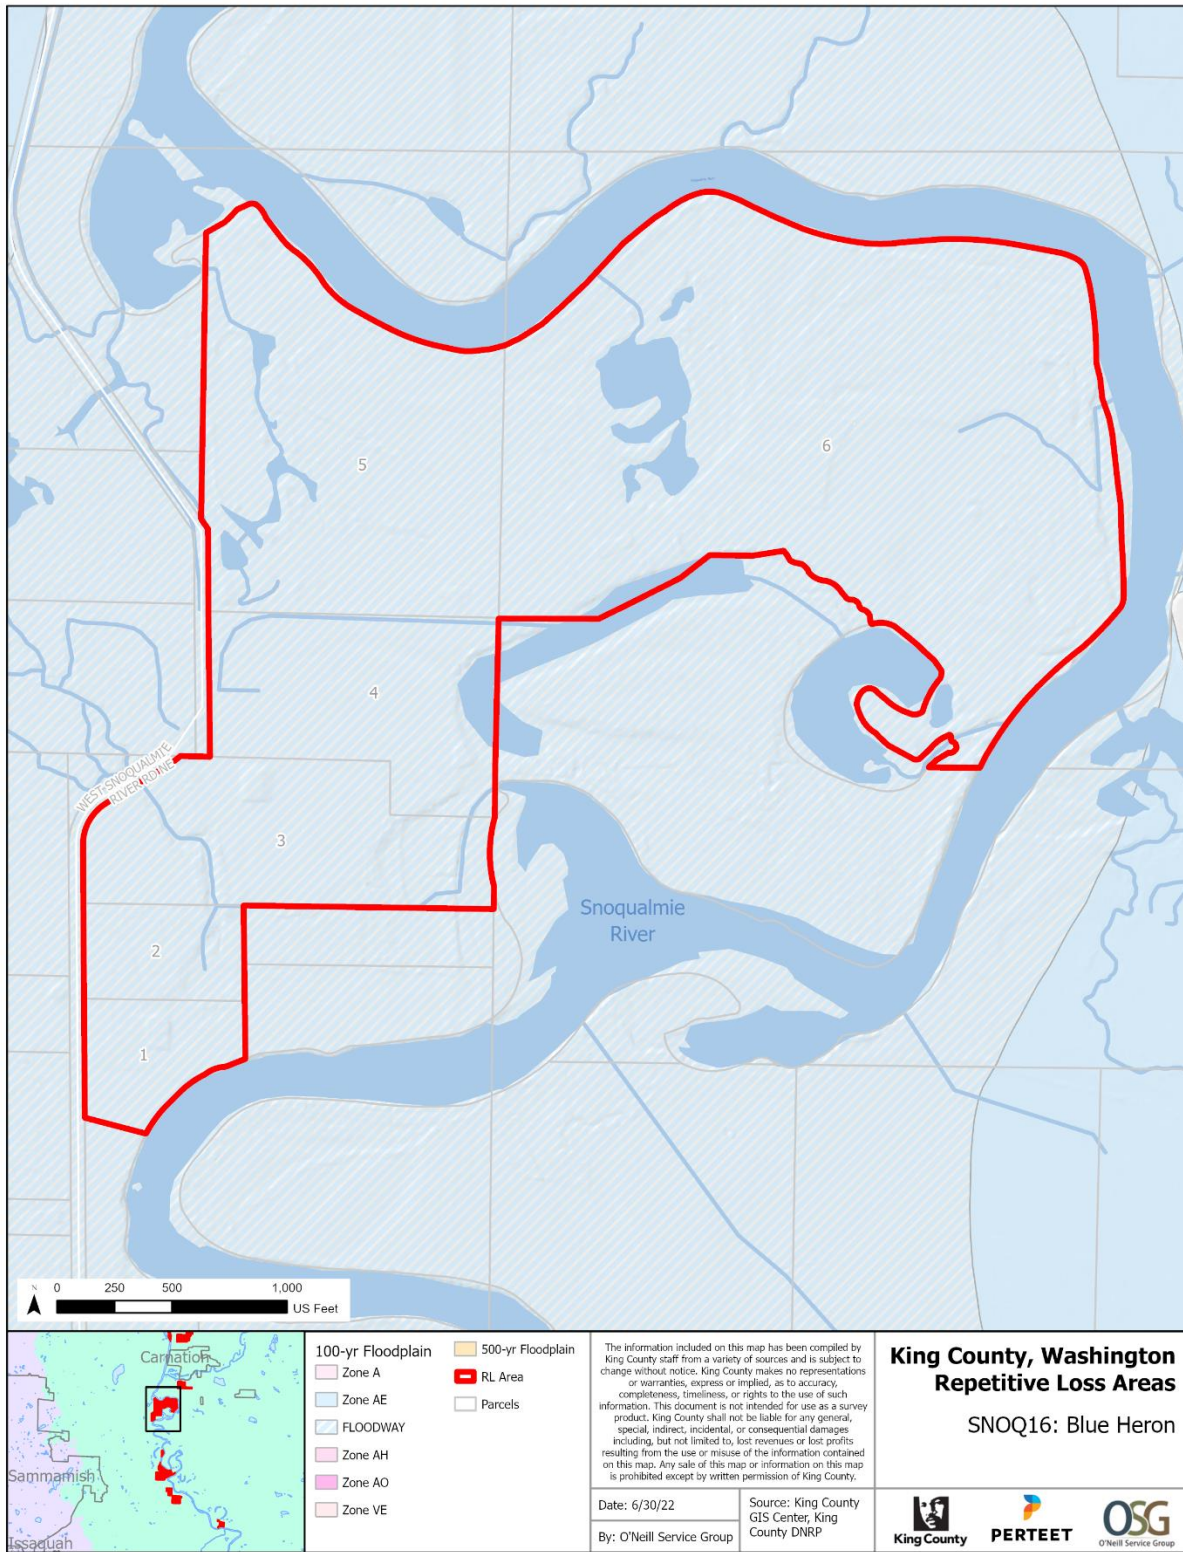 5
6
4
WEST SNOQUALMIE
RIVER RD NE
3
Snoqualmie
River
2
1
N
0 250 500 1,000
US Feet
Carnation
Sammamish
Issaquah
100-yr Floodplain
Zone A
Zone AE
FLOODWAY
Zone AH
Zone AO
Zone VE
500-yr Floodplain
RL Area
Parcels
The information included on this map has been compiled by
King County staff from a variety of sources and is subject to
change without notice. King County makes no representations
or warranties, express or implied, as to accuracy,
completeness, timeliness, or rights to the use of such
information. This document is not intended for use as a survey
product. King County shall not be liable for any general,
special, indirect, incidental, or consequential damages
including, but not limited to, lost revenues or lost profits
resulting from the use or misuse of the information contained
on this map. Any sale of this map or information on this map
is prohibited except by written permission of King County.
Date: 6/30/22
By: O'Neill Service Group
Source: King County
GIS Center, King
County DNRP
King County, Washington
Repetitive Loss Areas
SNOQ16: Blue Heron
King County
PERTEET
OSG
O'Neill Service Group